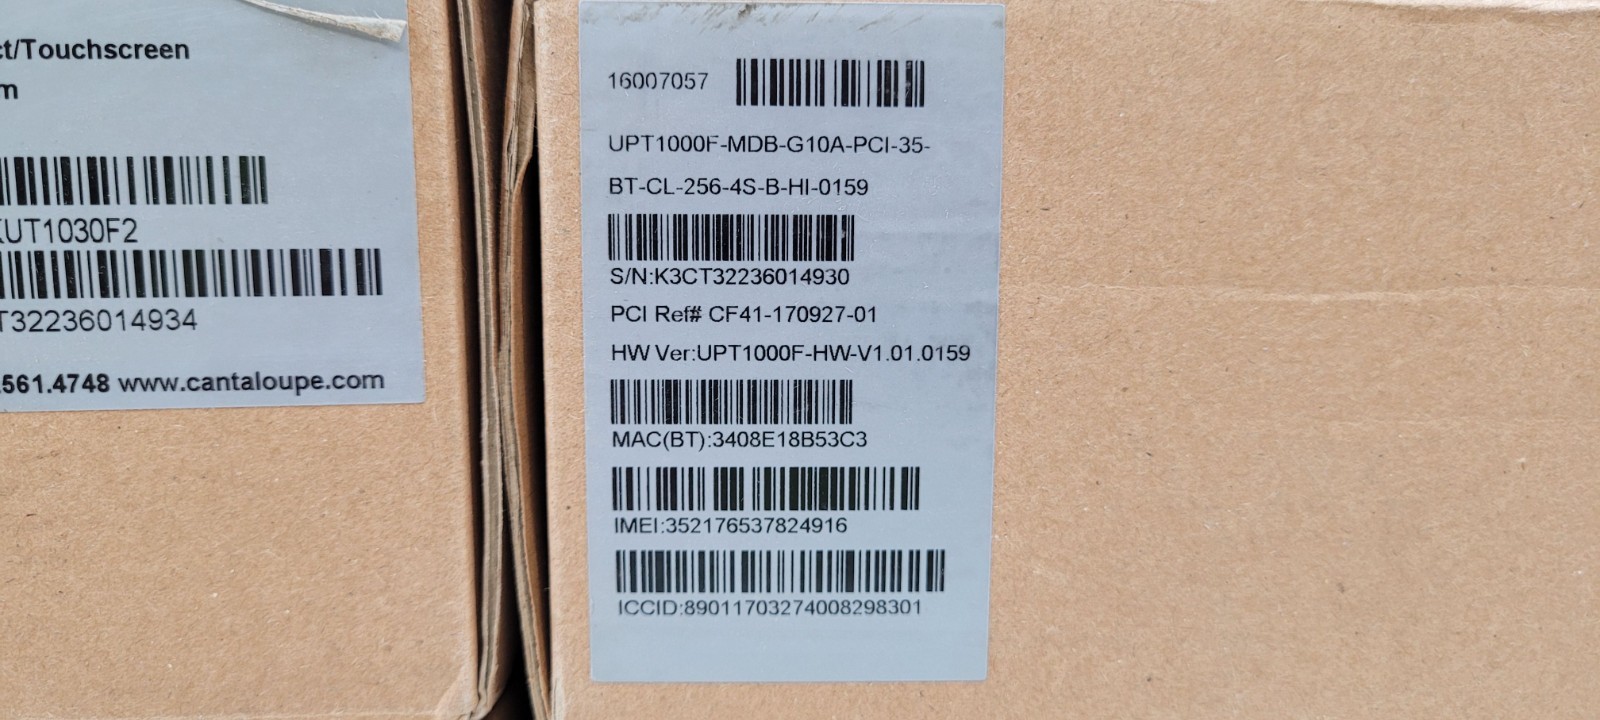 ct/Touchscreen
m
KUT1030F2
T32236014934
.561.4748 www.cantaloupe.com
16007057
UPT1000F-MDB-G10A-PCI-35-
BT-CL-256-4S-B-HI-0159
S/N:K3CT32236014930
PCI Ref# CF41-170927-01
HW Ver:UPT1000F-HW-V1.01.0159
MAC(BT):3408E18B53C3
IMEI:352176537824916
ICCID:89011703274008298301